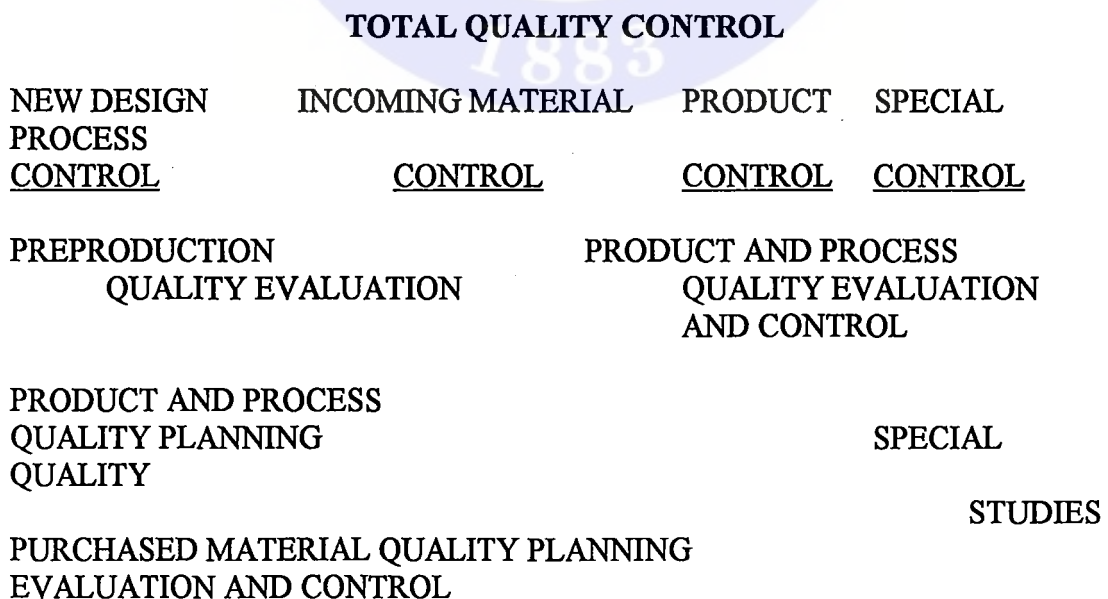 TOTAL QUALITY CONTROL
1883
NEW DESIGN INCOMING MATERIAL PRODUCT SPECIAL
PROCESS
CONTROL CONTROL CONTROL CONTROL
PREPRODUCTION PRODUCT AND PROCESS
QUALITY EVALUATION QUALITY EVALUATION
AND CONTROL
PRODUCT AND PROCESS
QUALITY PLANNING SPECIAL
QUALITY
STUDIES
PURCHASED MATERIAL QUALITY PLANNING
EVALUATION AND CONTROL